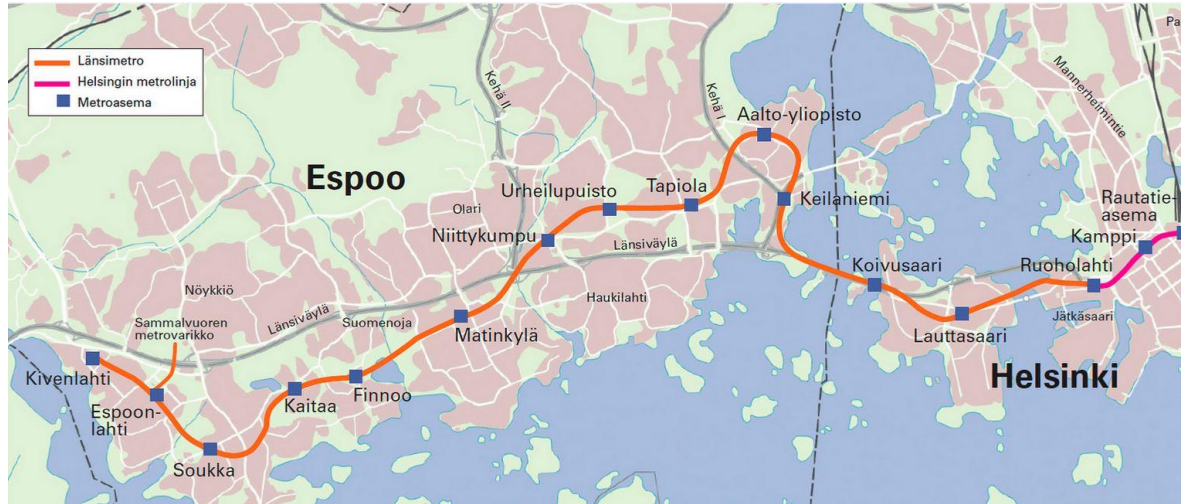 Länsimetro
Helsingin metrolinja
Metroasema
Kehä II
Kehä I
Mannerheimintie
Pa
Aalto-yliopisto
Espoo
Urheilupuisto
Tapiola
Keilaniemi
Rautatie-
asema
Olari
Niittykumpu
Länsiväylä
Kamppi
Koivusaari
Ruoholahti
Nöykkiö
Haukilahti
Sammalvuoren
metrovarikko
Länsiväylä
Suomenoja
Matinkylä
Jätkäsaari
Lauttasaari
Kivenlahti
Helsinki
Finnoo
Kaitaa
Espoon-
lahti
Soukka